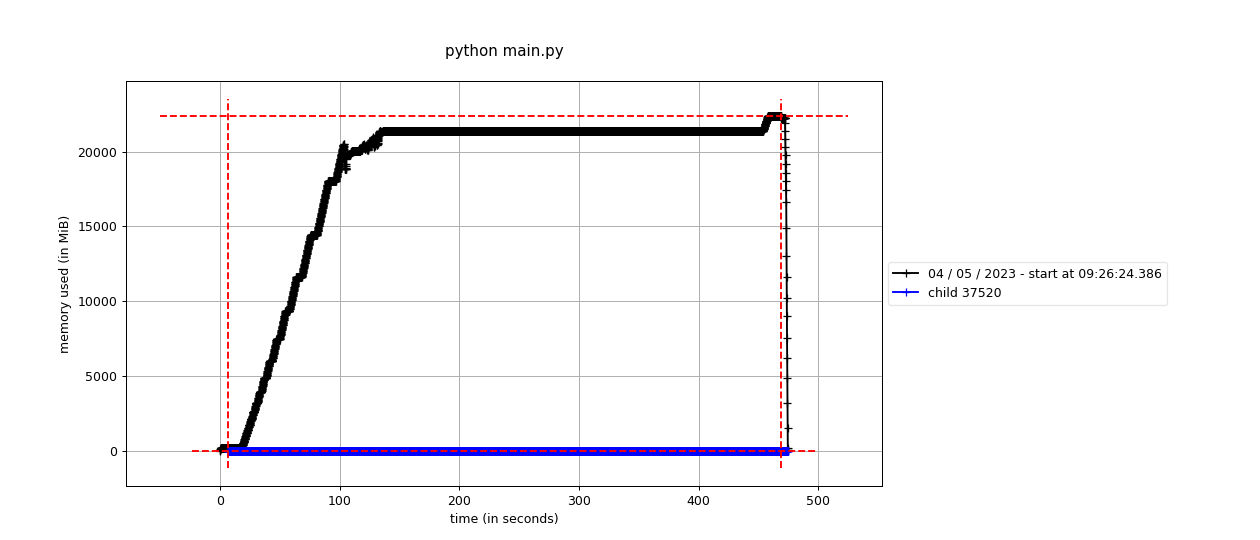 python main.py
memory used (in MiB)
20000
15000
10000
5000
0
0 100 200 300 400 500
time (in seconds)
04 / 05 / 2023 - start at 09:26:24.386
child 37520